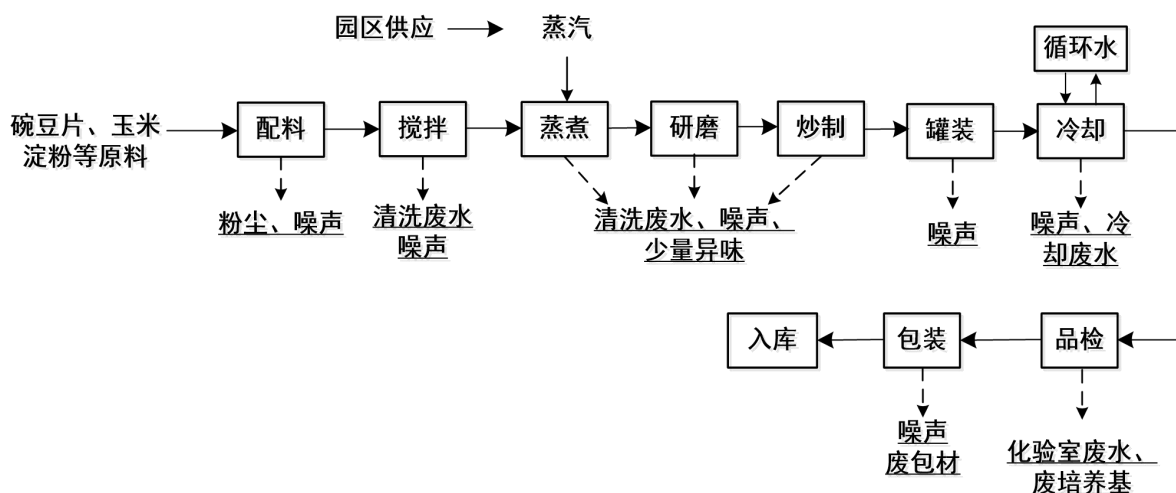 园区供应
蒸汽
循环水
碗豆片、玉米
淀粉等原料
配料
搅拌
蒸煮
研磨
炒制
罐装
冷却
粉尘、噪声
清洗废水
噪声
清洗废水、噪声、
少量异味
噪声
噪声、冷
却废水
入库
包装
品检
噪声
废包材
化验室废水、
废培养基